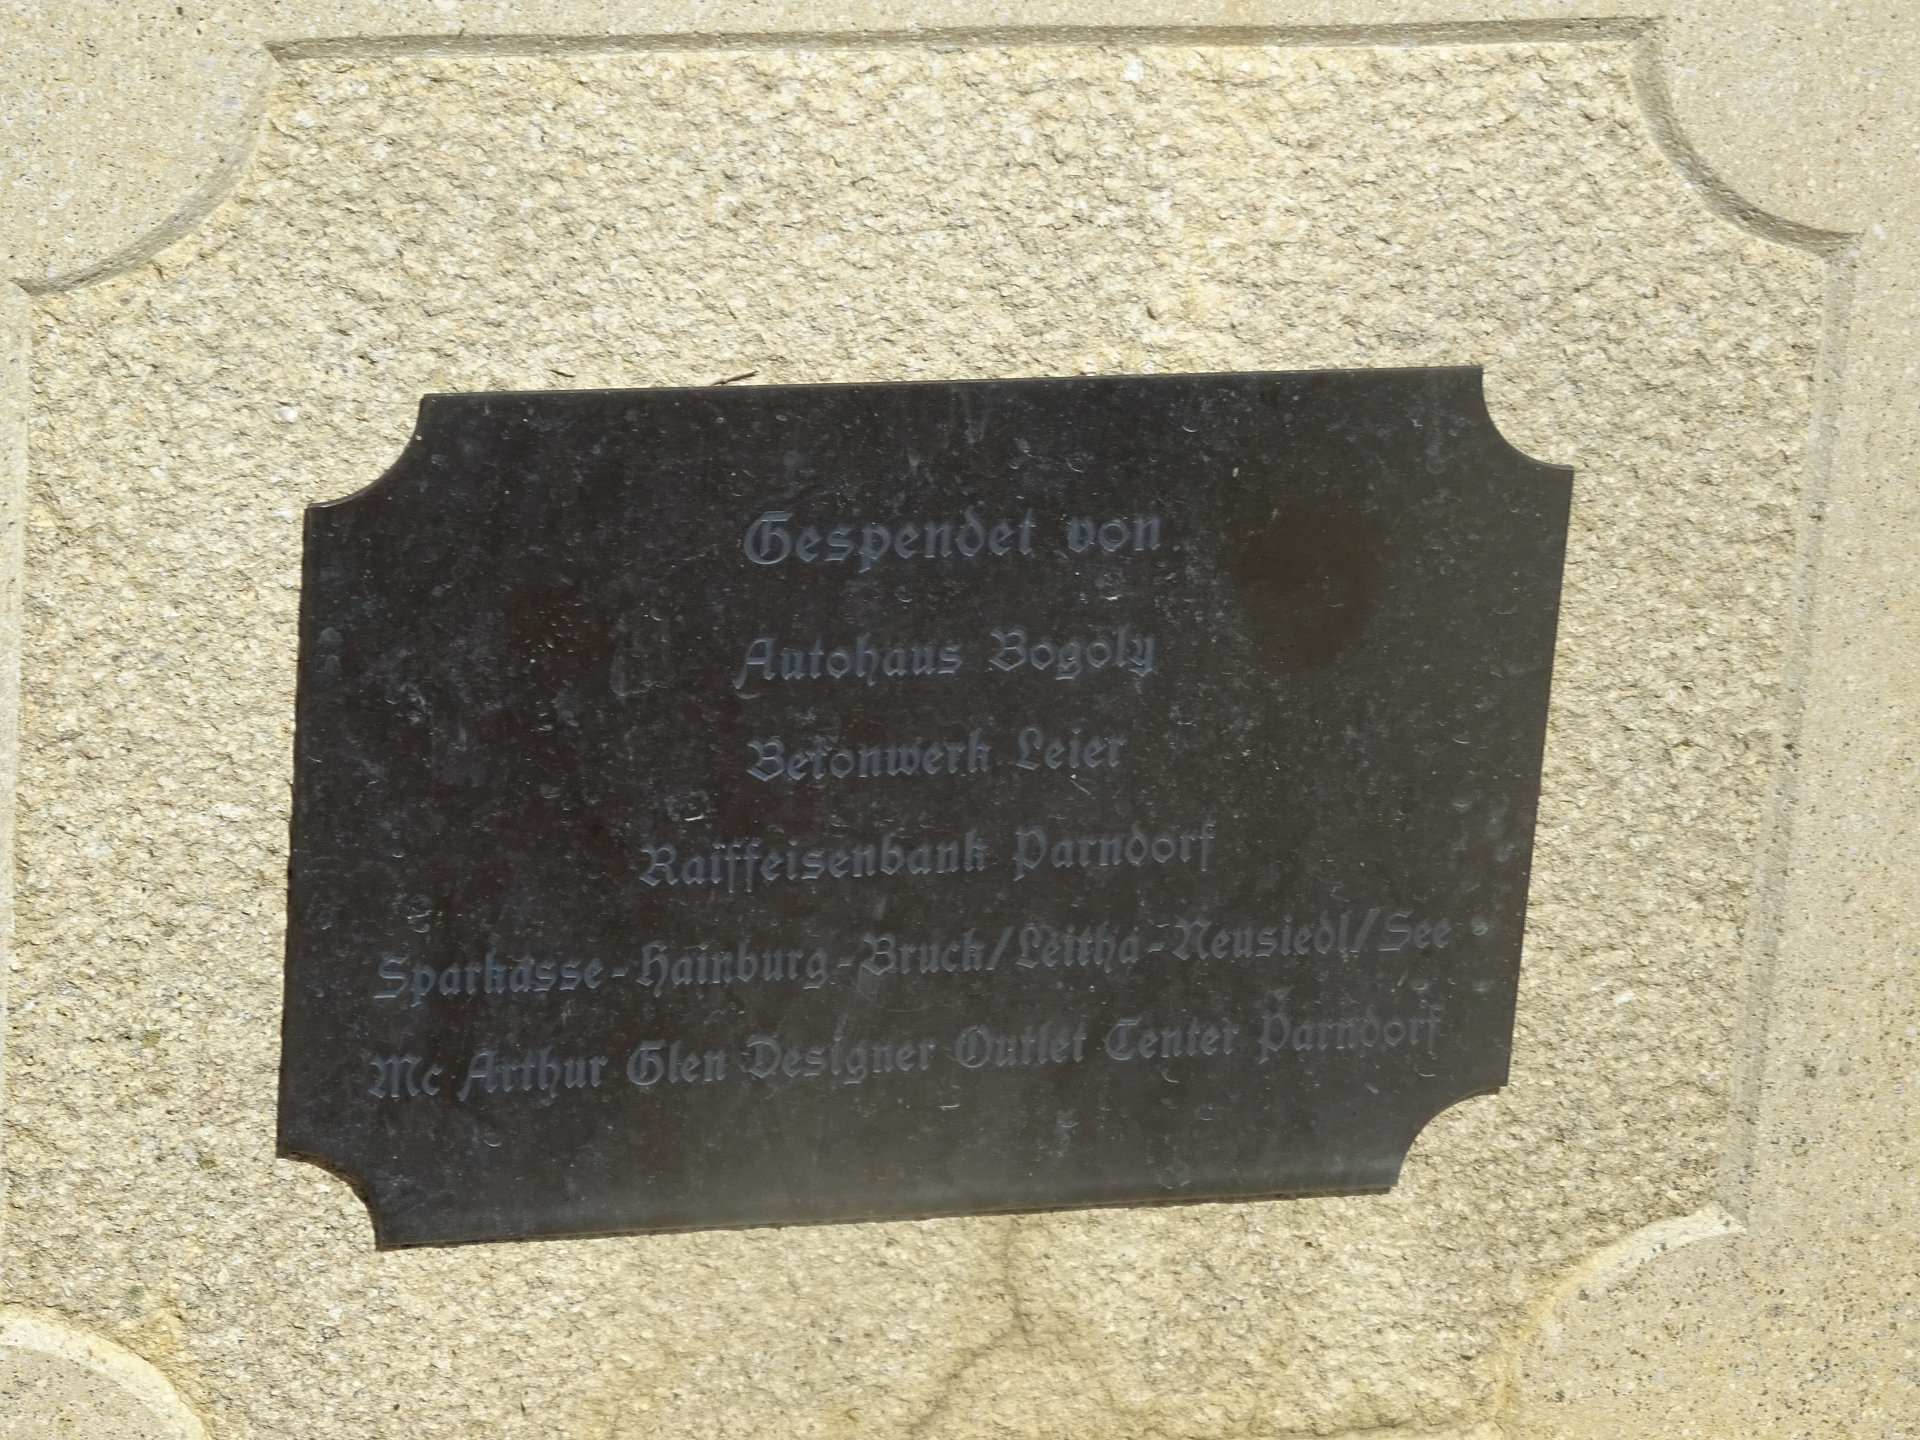 Gespendet von
Autohaus Bogoly
Betonwerk Leier
Raiffeisenbank Parndorf
Sparkasse-Hainburg-Bruck/Leitha-Neusiedl/See
Mc Arthur Glen Designer Outlet Center Parndorf